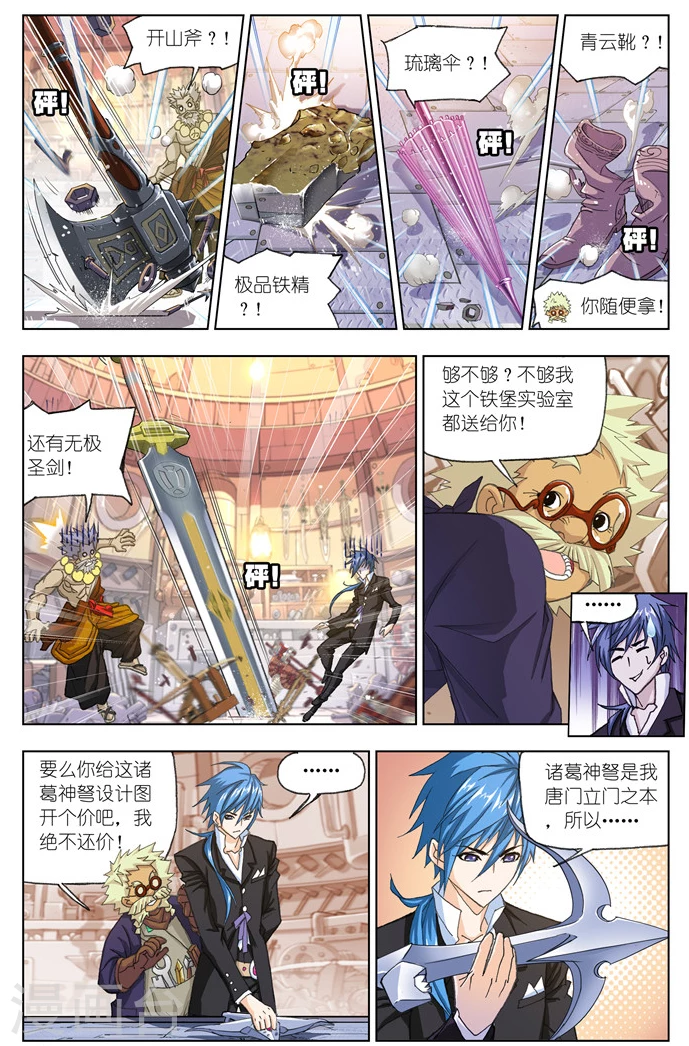 开山斧？！
砰！
砰！
极品铁精
？！
琉璃伞？！
砰！
青云靴？！
砰！
你随便拿！
还有无极
圣剑！
砰！
够不够？不够我
这个铁堡实验室
都送给你！
……
要么你给这诸
葛神弩设计图
开个价吧，我
绝不还价！
……
诸葛神弩是我
唐门立门之本
，所以……
漫画台